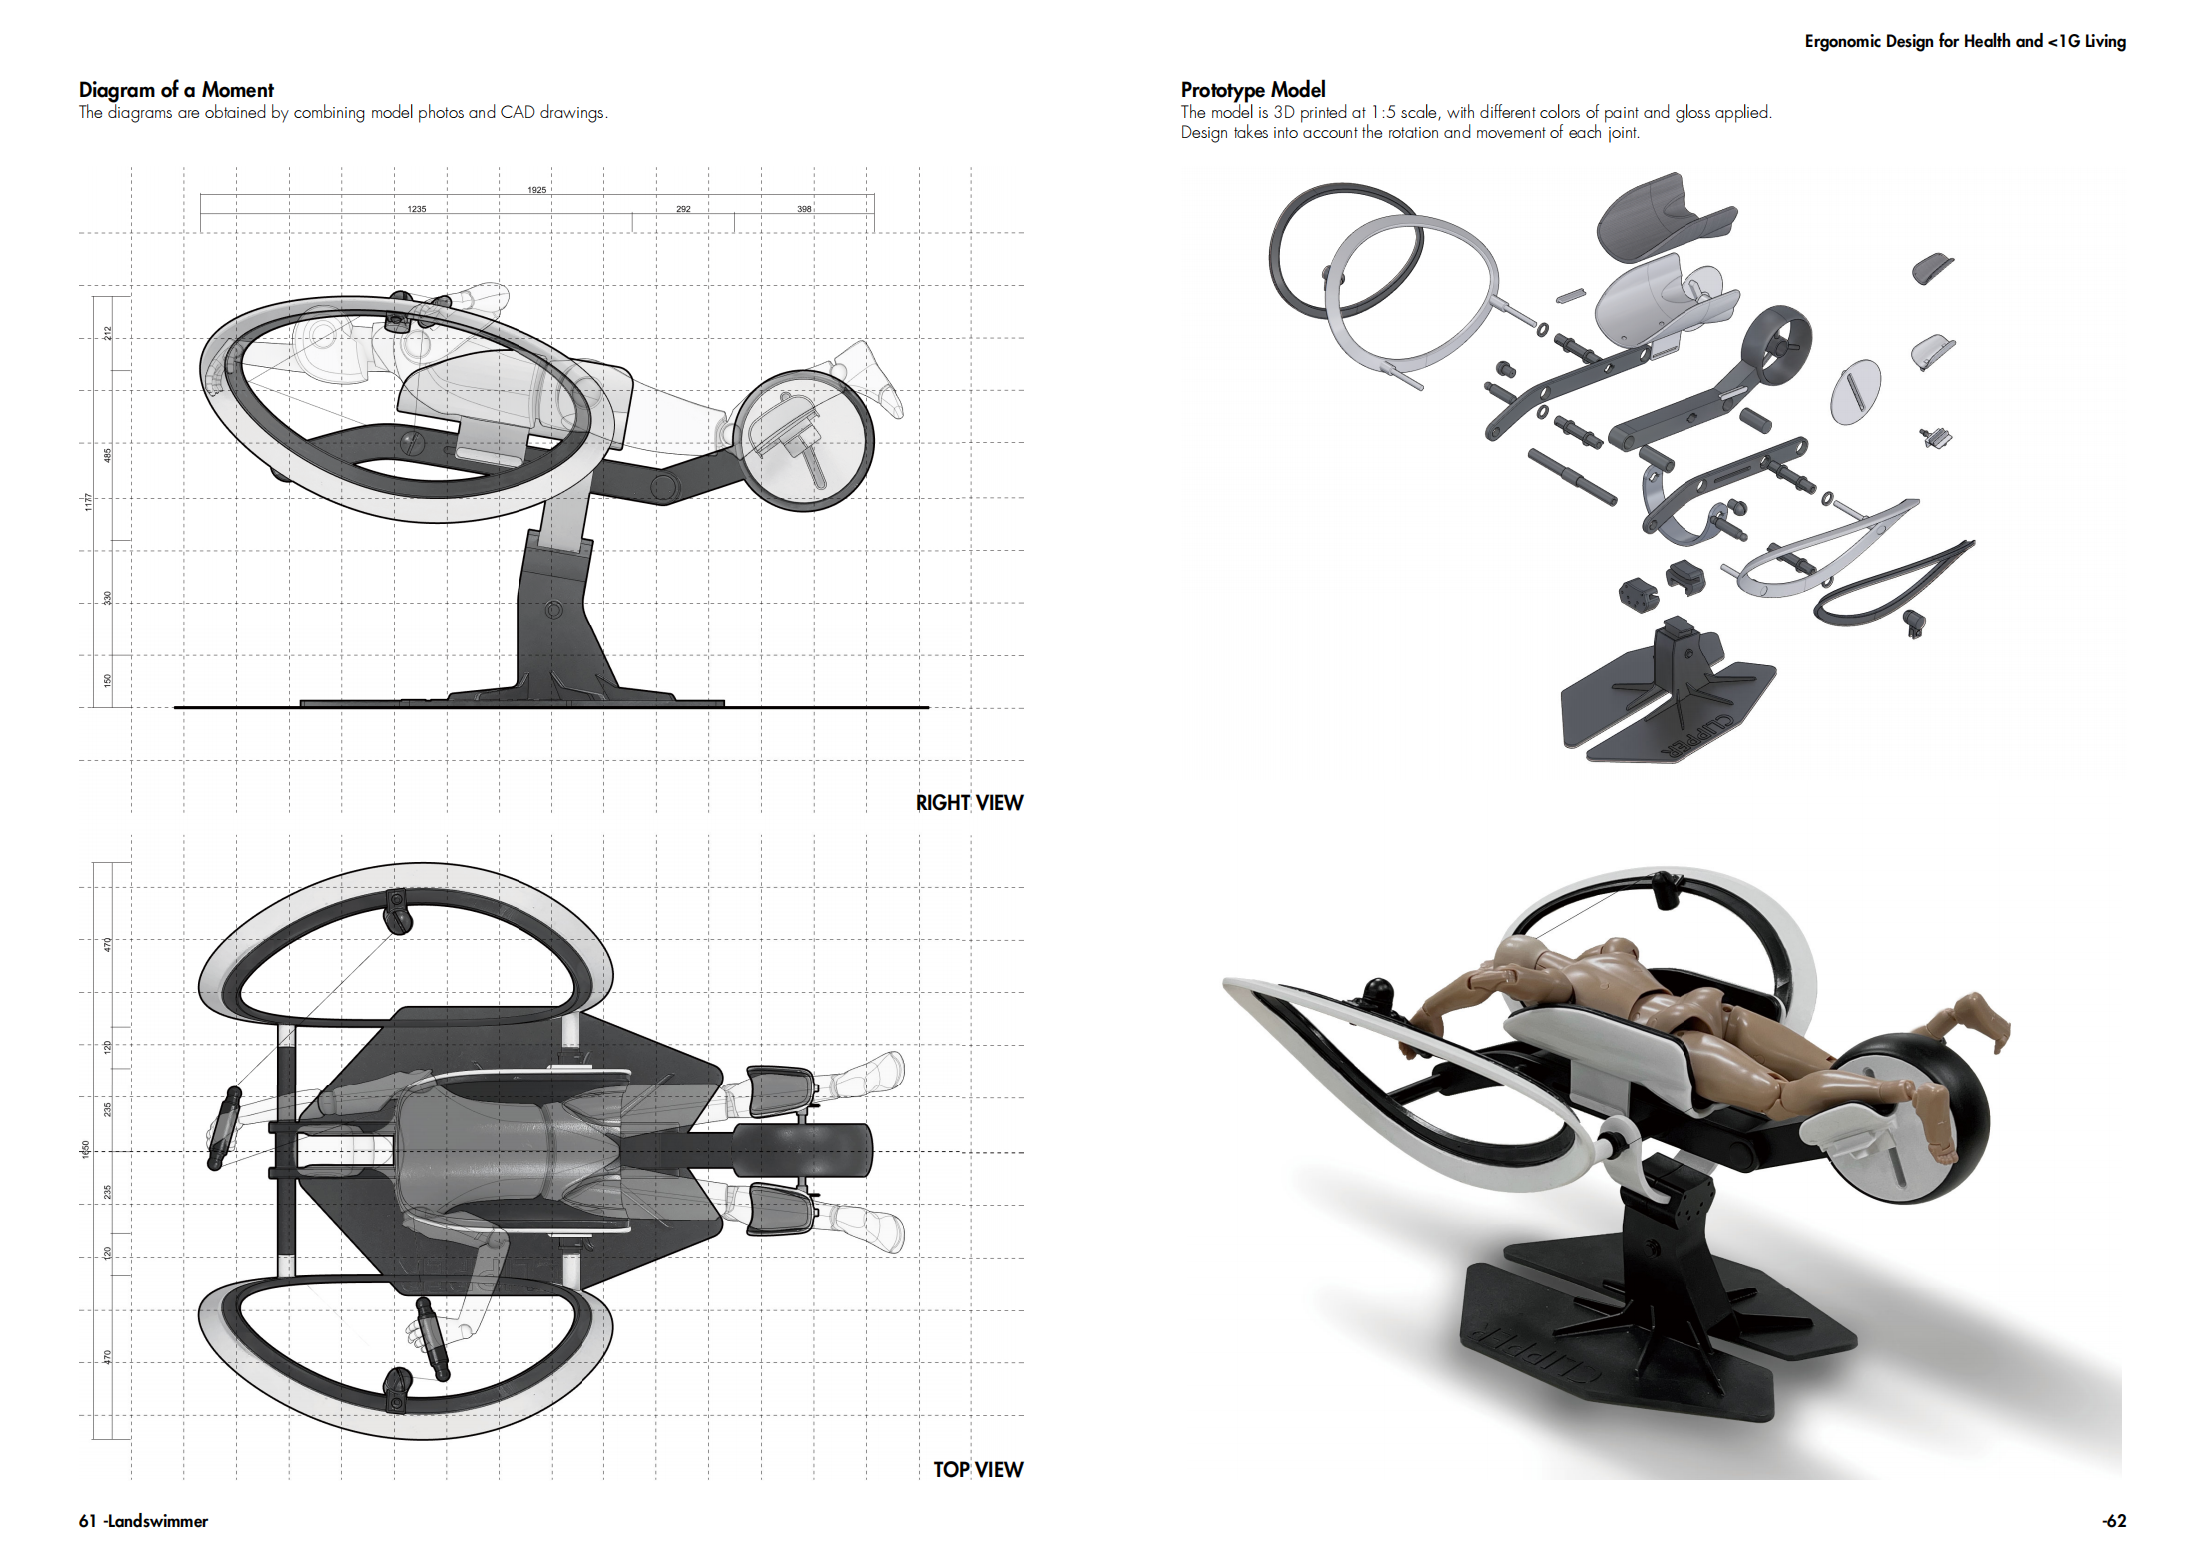 Ergonomic Design for Health and <1G Living
Diagram of a Moment
The diagrams are obtained by combining model photos and CAD drawings.
1925
1235
292
398
212
485
1177
330
150
RIGHT VIEW
470
120
235
1650
235
120
470
TOP VIEW
61 -Landswimmer
Prototype Model
The model is 3D printed at 1:5 scale, with different colors of paint and gloss applied.
Design takes into account the rotation and movement of each joint.
CLIPPER
CLIPPER
-62